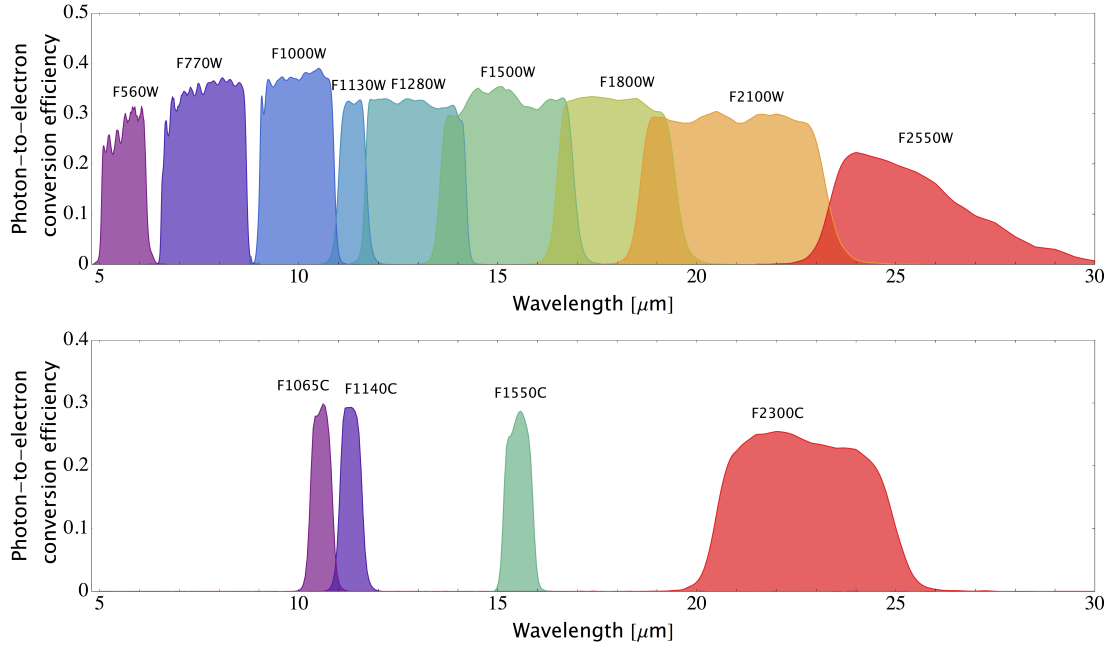 0.5
0.4
0.3
0.2
0.1
0
Photon-to-electron
conversion efficiency
F560W
F770W
F1000W
F1130W F1280W
F1500W
F1800W
F2100W
F2550W
5 10 15 20 25 30
Wavelength [μm]
0.4
0.3
0.2
0.1
0
Photon-to-electron
conversion efficiency
F1065C
F1140C
F1550C
F2300C
5 10 15 20 25 30
Wavelength [μm]